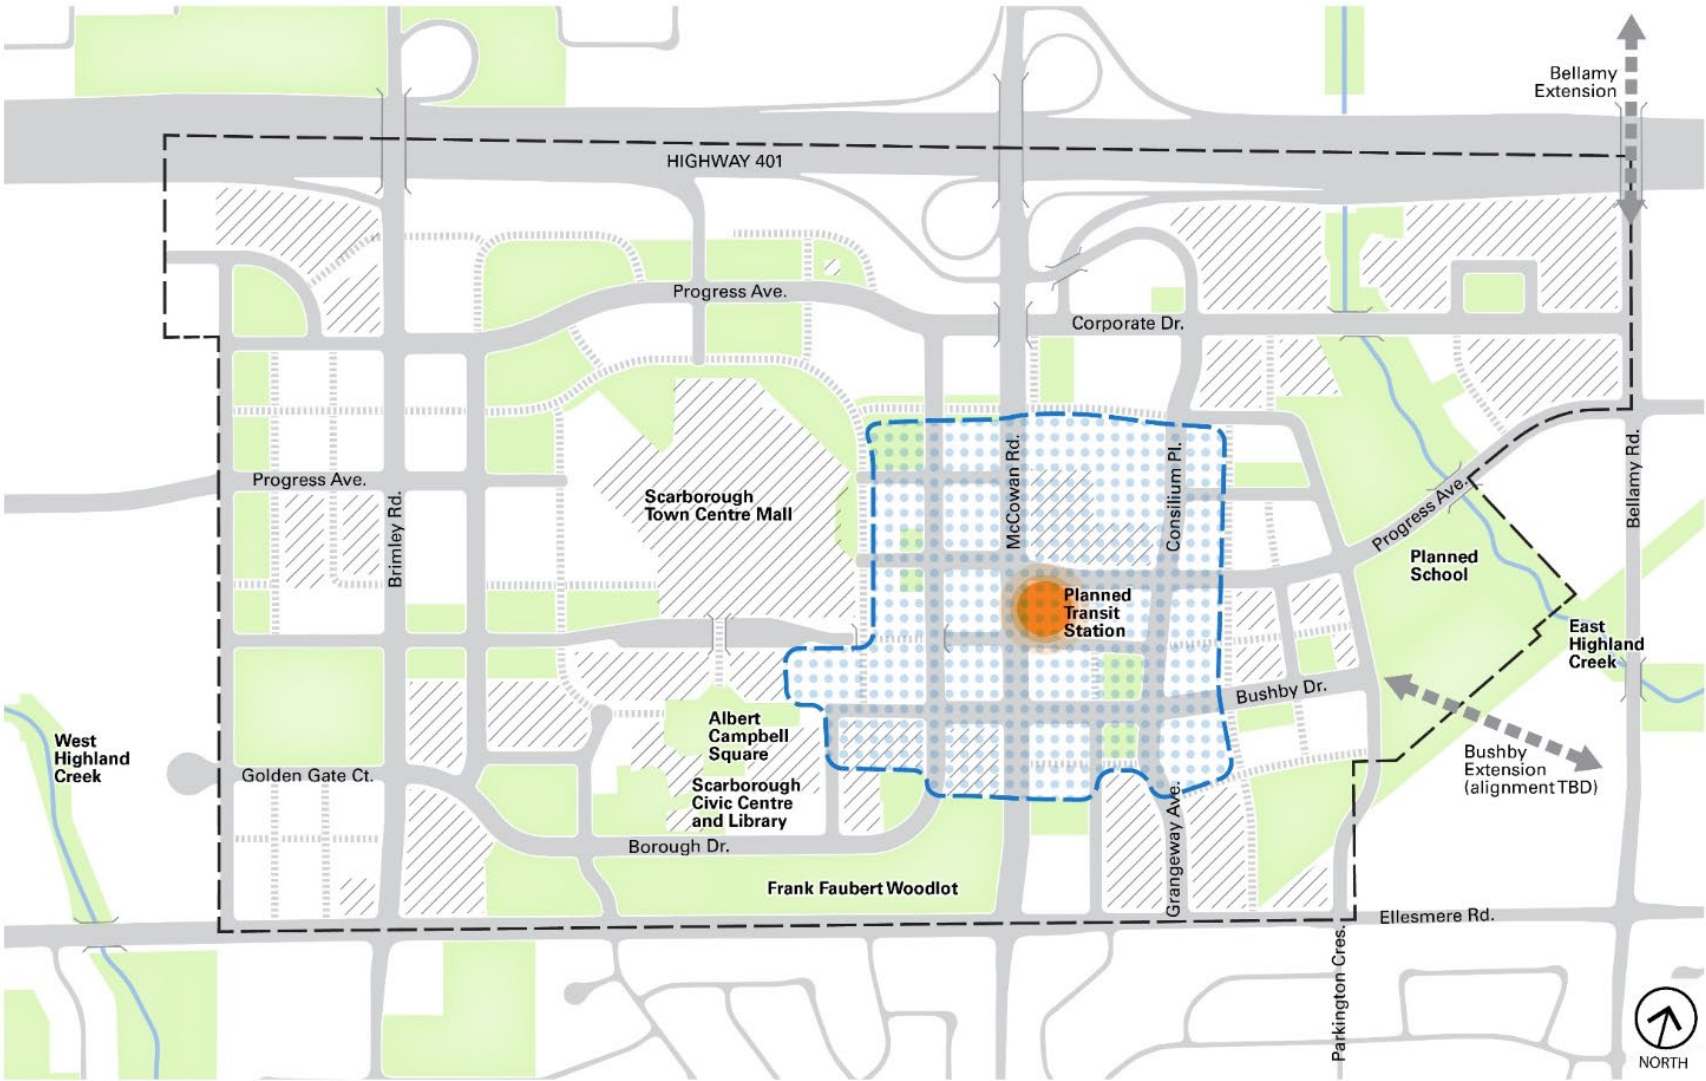 Bellamy
Extension
HIGHWAY 401
Progress Ave.
Corporate Dr.
Progress Ave.
Brimley Rd.
Scarborough
Town Centre Mall
McCowan Rd.
Consilium Pl.
Progress Ave.
Bellamy Rd.
Planned
School
Planned
Transit
Station
East
Highland
Creek
Bushby Dr.
West
Highland
Creek
Albert
Campbell
Square
Bushby
Extension
(alignment TBD)
Golden Gate Ct.
Scarborough
Civic Centre
and Library
Borough Dr.
Grangeway Ave.
Frank Faubert Woodlot
Ellesmere Rd.
Parkington Cres.
NORTH